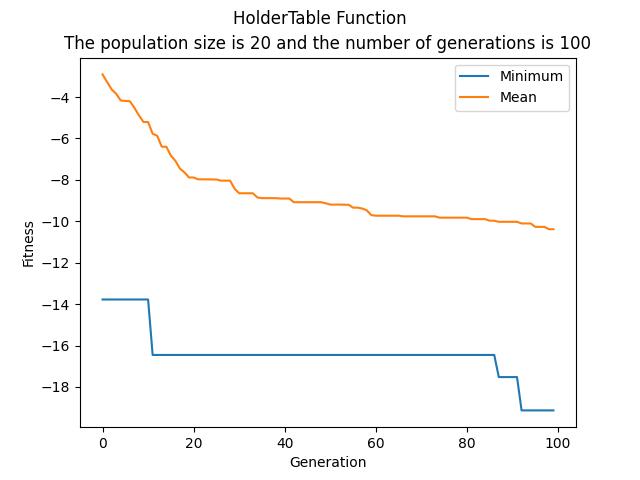 HolderTable Function
The population size is 20 and the number of generations is 100
Minimum
Mean
−4
−6
−8
−10
−12
−14
−16
−18
Fitness
0 20 40 60 80 100
Generation